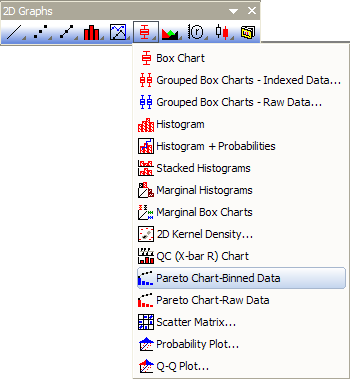 2D Graphs
Box Chart
Grouped Box Charts - Indexed Data...
Grouped Box Charts - Raw Data...
Histogram
Histogram + Probabilities
Stacked Histograms
Marginal Histograms
Marginal Box Charts
2D Kernel Density...
QC (X-bar R) Chart
Pareto Chart-Binned Data
Pareto Chart-Raw Data
Scatter Matrix...
Probability Plot...
Q-Q Plot...